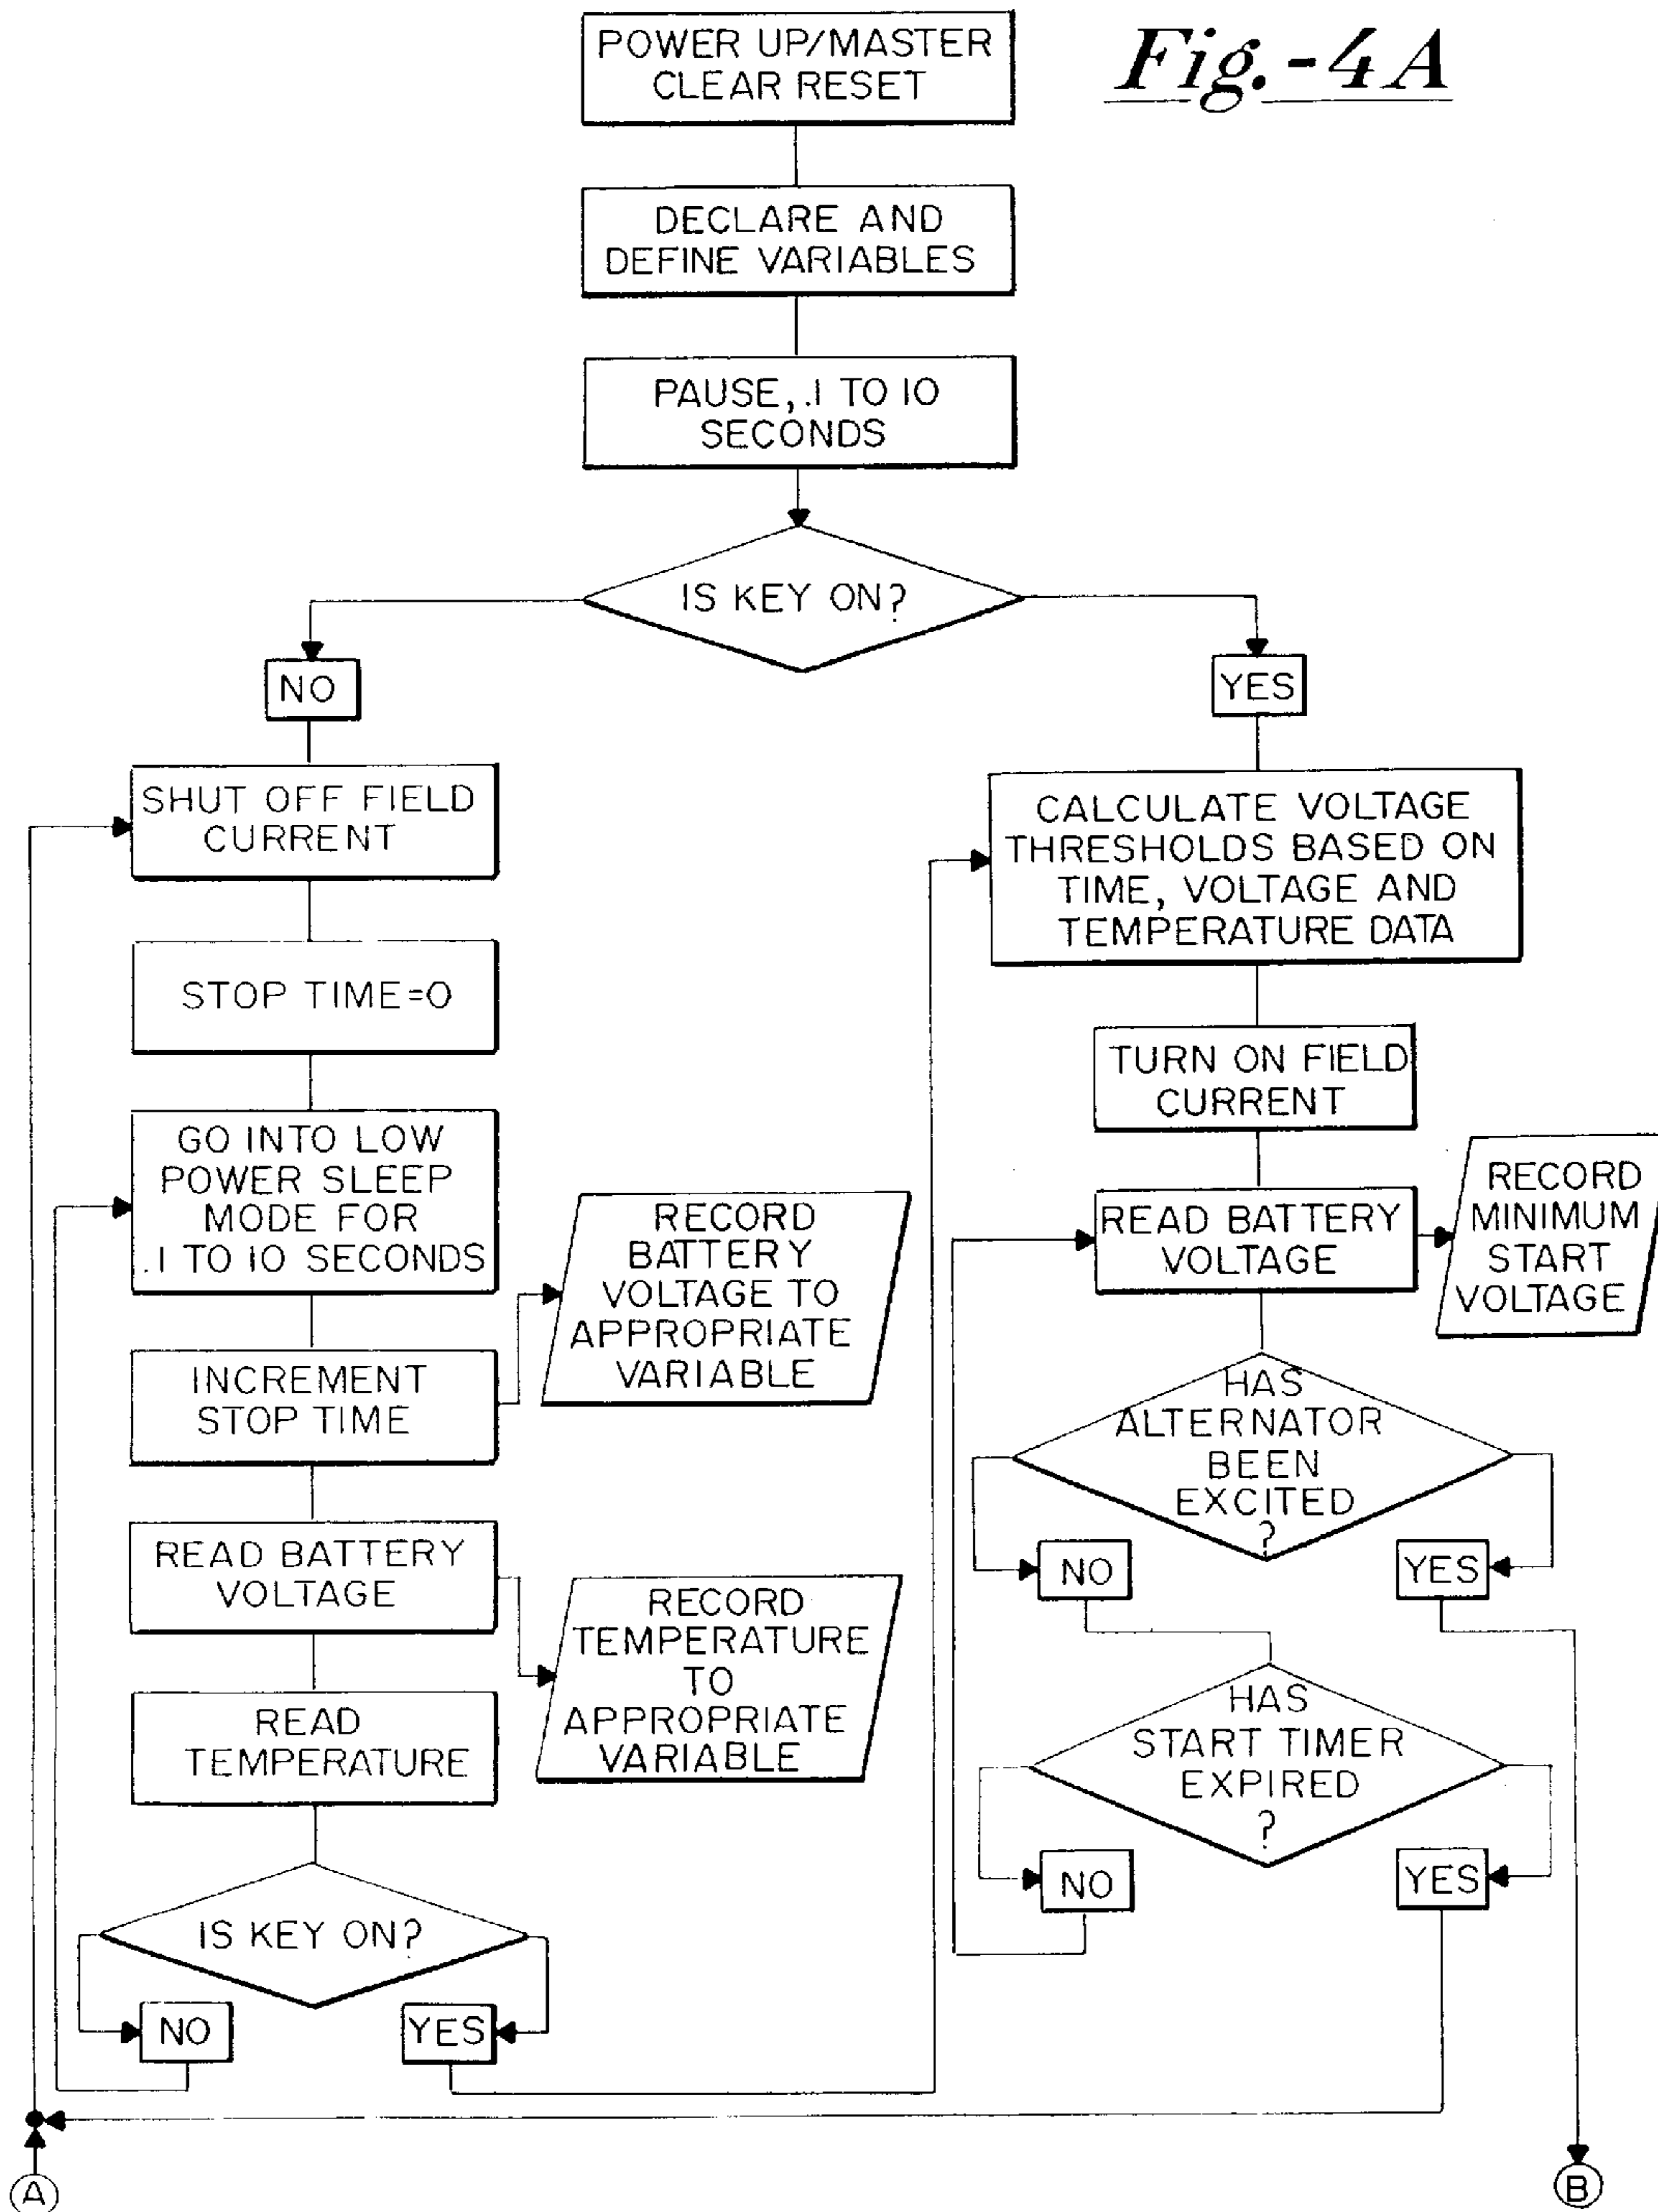 POWER UP/MASTER
CLEAR RESET
Fig.-4A
DECLARE AND
DEFINE VARIABLES
PAUSE, .1 TO 10
SECONDS
IS KEY ON?
NO
YES
SHUT OFF FIELD
CURRENT
STOP TIME=0
GO INTO LOW
POWER SLEEP
MODE FOR
.1 TO 10 SECONDS
INCREMENT
STOP TIME
RECORD
BATTERY
VOLTAGE TO
APPROPRIATE
VARIABLE
READ BATTERY
VOLTAGE
RECORD
TEMPERATURE
TO
APPROPRIATE
VARIABLE
READ
TEMPERATURE
IS KEY ON?
NO
YES
CALCULATE VOLTAGE
THRESHOLDS BASED ON
TIME, VOLTAGE AND
TEMPERATURE DATA
TURN ON FIELD
CURRENT
READ BATTERY
VOLTAGE
RECORD
MINIMUM
START
VOLTAGE
HAS
ALTERNATOR
BEEN
EXCITED
?
NO
YES
HAS
START TIMER
EXPIRED
?
NO
YES
A
B